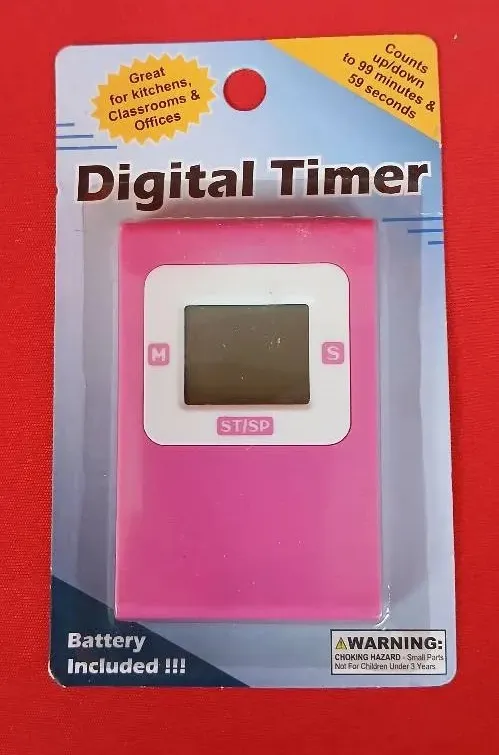 Great
for kitchens,
Classrooms &
Offices
Counts
up/down
to 99 minutes &
59 seconds
Digital Timer
M
S
ST/SP
Battery
Included !!!
WARNING:
CHOKING HAZARD - Small Parts
Not For Children Under 3 Years